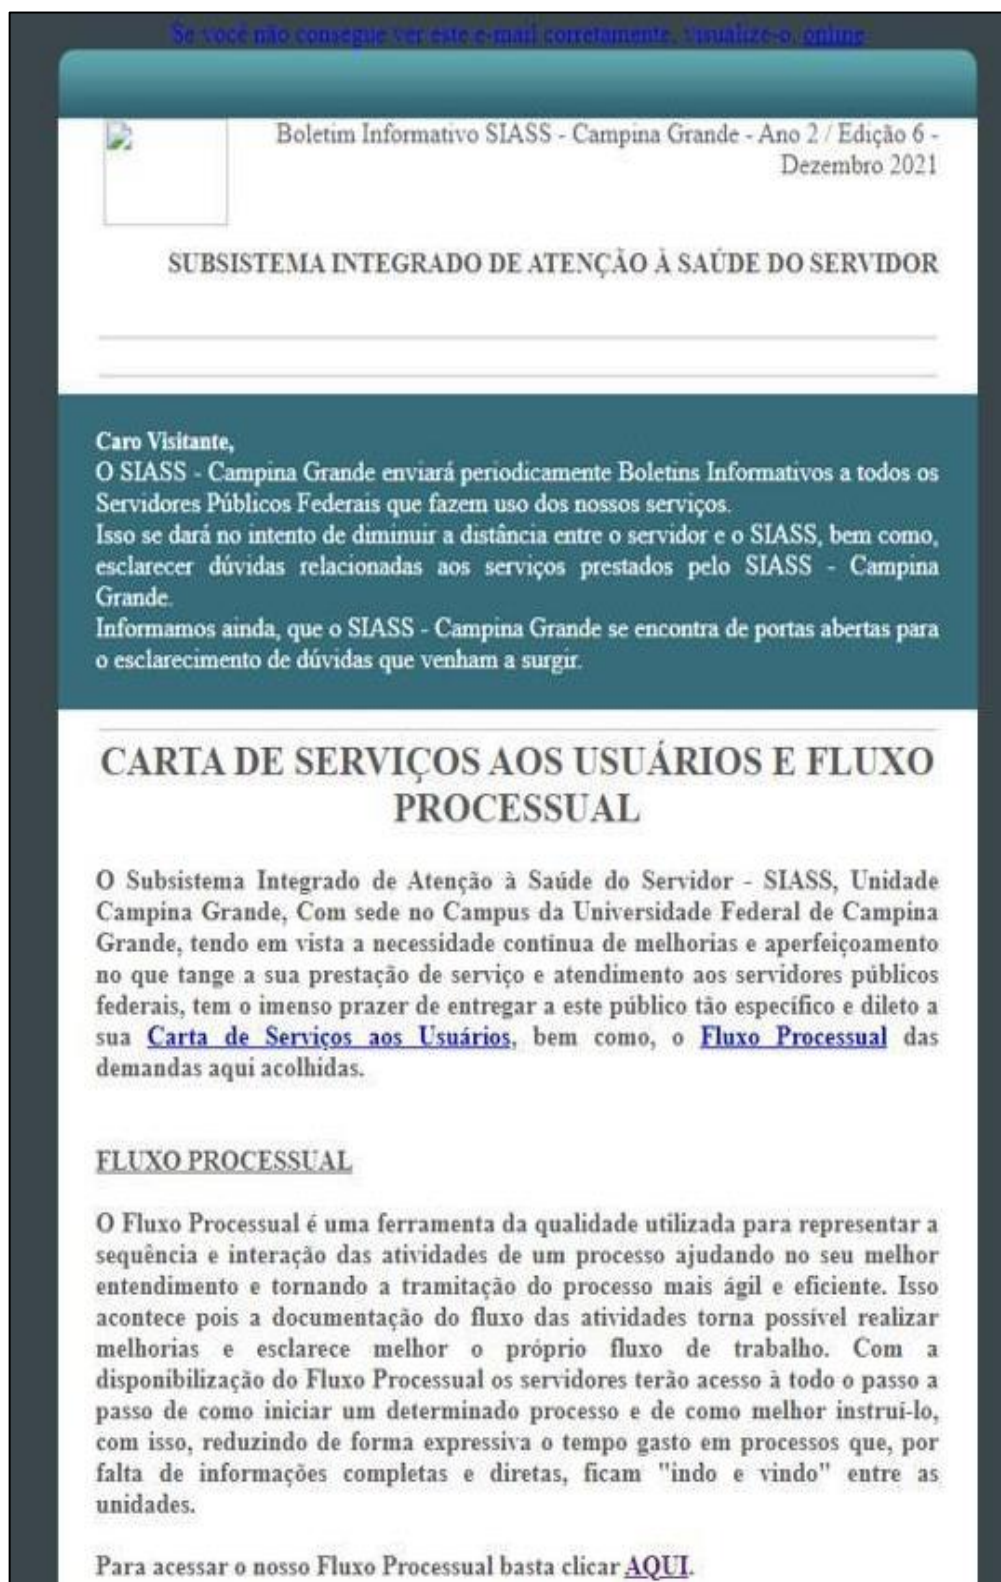 Se você não consegue ver este e-mail corretamente, visualize-o, online
Boletim Informativo SIASS - Campina Grande - Ano 2 / Edição 6 -
Dezembro 2021
SUBSISTEMA INTEGRADO DE ATENÇÃO À SAÚDE DO SERVIDOR
Caro Visitante,
O SIASS - Campina Grande enviará periodicamente Boletins Informativos a todos os
Servidores Públicos Federais que fazem uso dos nossos serviços.
Isso se dará no intento de diminuir a distância entre o servidor e o SIASS, bem como,
esclarecer dúvidas relacionadas aos serviços prestados pelo SIASS - Campina
Grande.
Informamos ainda, que o SIASS - Campina Grande se encontra de portas abertas para
o esclarecimento de dúvidas que venham a surgir.
CARTA DE SERVIÇOS AOS USUÁRIOS E FLUXO
PROCESSUAL
O Subsistema Integrado de Atenção à Saúde do Servidor - SIASS, Unidade
Campina Grande, Com sede no Campus da Universidade Federal de Campina
Grande, tendo em vista a necessidade contínua de melhorias e aperfeiçoamento
no que tange a sua prestação de serviço e atendimento aos servidores públicos
federais, tem o imenso prazer de entregar a este público tão específico e dileto a
sua Carta de Serviços aos Usuários, bem como, o Fluxo Processual das
demandas aqui acolhidas.
FLUXO PROCESSUAL
O Fluxo Processual é uma ferramenta da qualidade utilizada para representar a
sequência e interação das atividades de um processo ajudando no seu melhor
entendimento e tornando a tramitação do processo mais ágil e eficiente. Isso
acontece pois a documentação do fluxo das atividades torna possível realizar
melhorias e esclarece melhor o próprio fluxo de trabalho. Com a
disponibilização do Fluxo Processual os servidores terão acesso à todo o passo a
passo de como iniciar um determinado processo e de como melhor instruí-lo,
com isso, reduzindo de forma expressiva o tempo gasto em processos que, por
falta de informações completas e diretas, ficam "indo e vindo" entre as
unidades.
Para acessar o nosso Fluxo Processual basta clicar AQUI.